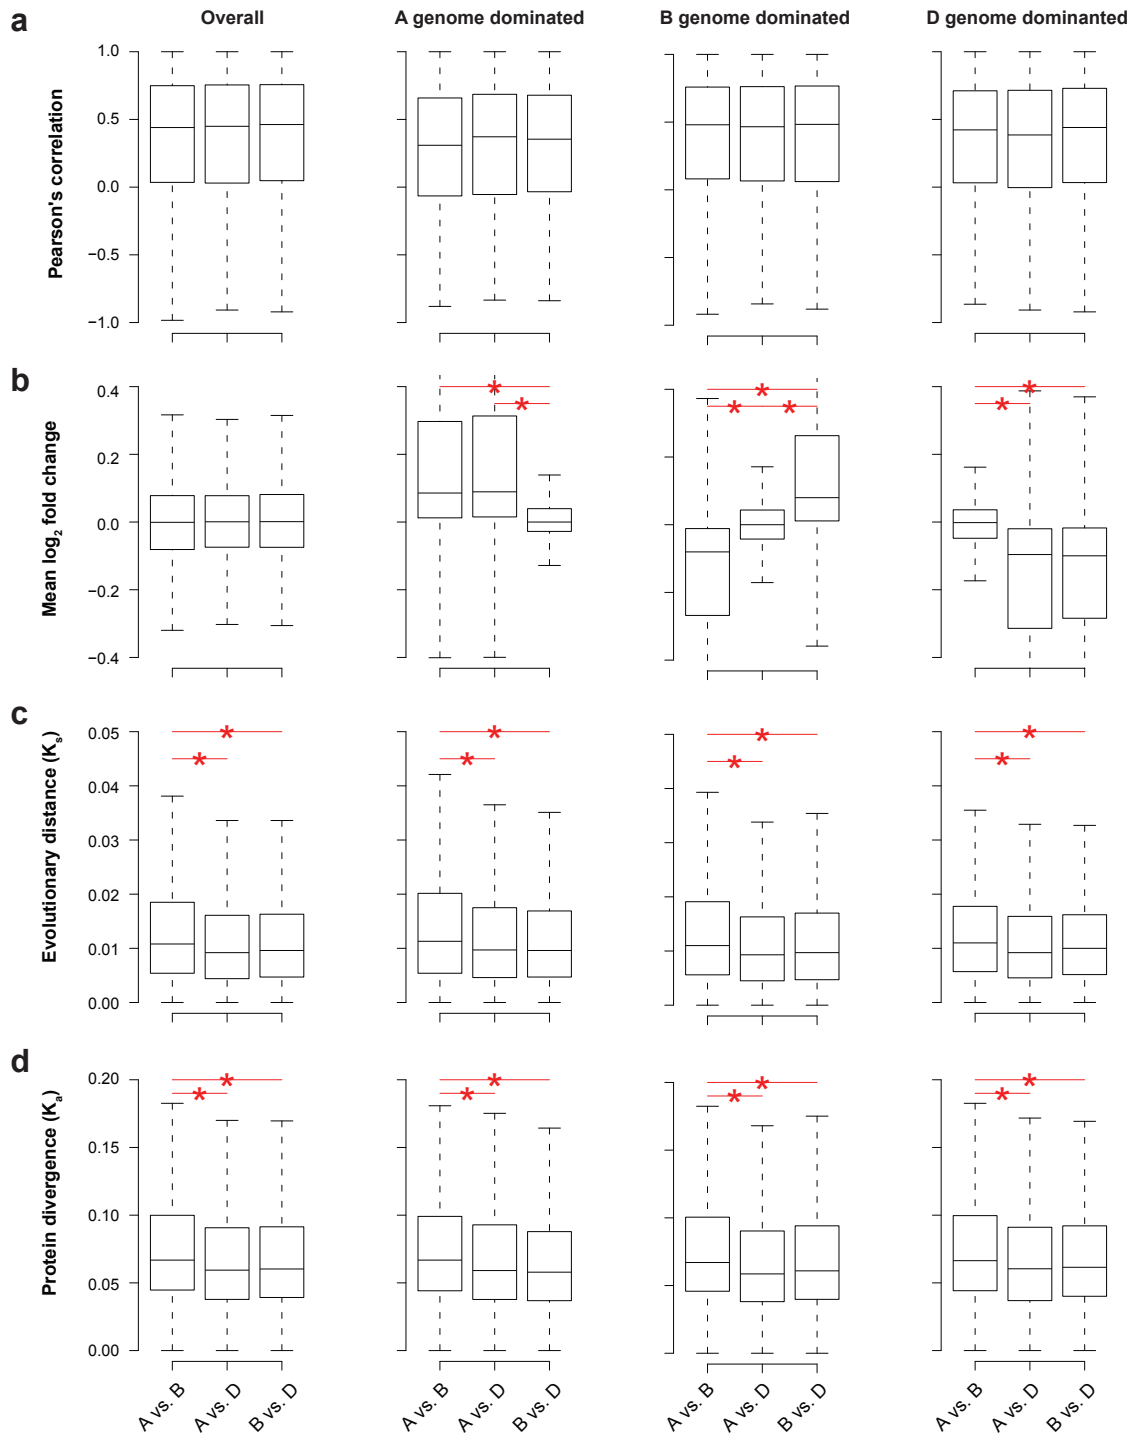 a
Overall
A genome dominated
B genome dominated
D genome dominanted
Pearson's correlation
1.0
0.5
0.0
−0.5
−1.0
b
Mean log2 fold change
0.4
0.2
0.0
−0.2
−0.4
* * * * * * *
c
Evolutionary distance (Ks)
0.05
0.04
0.03
0.02
0.01
0.00
* * * * * * * *
d
Protein divergence (Ka)
0.20
0.15
0.10
0.05
0.00
* * * * * * * *
A vs. B
A vs. D
B vs. D
A vs. B
A vs. D
B vs. D
A vs. B
A vs. D
B vs. D
A vs. B
A vs. D
B vs. D